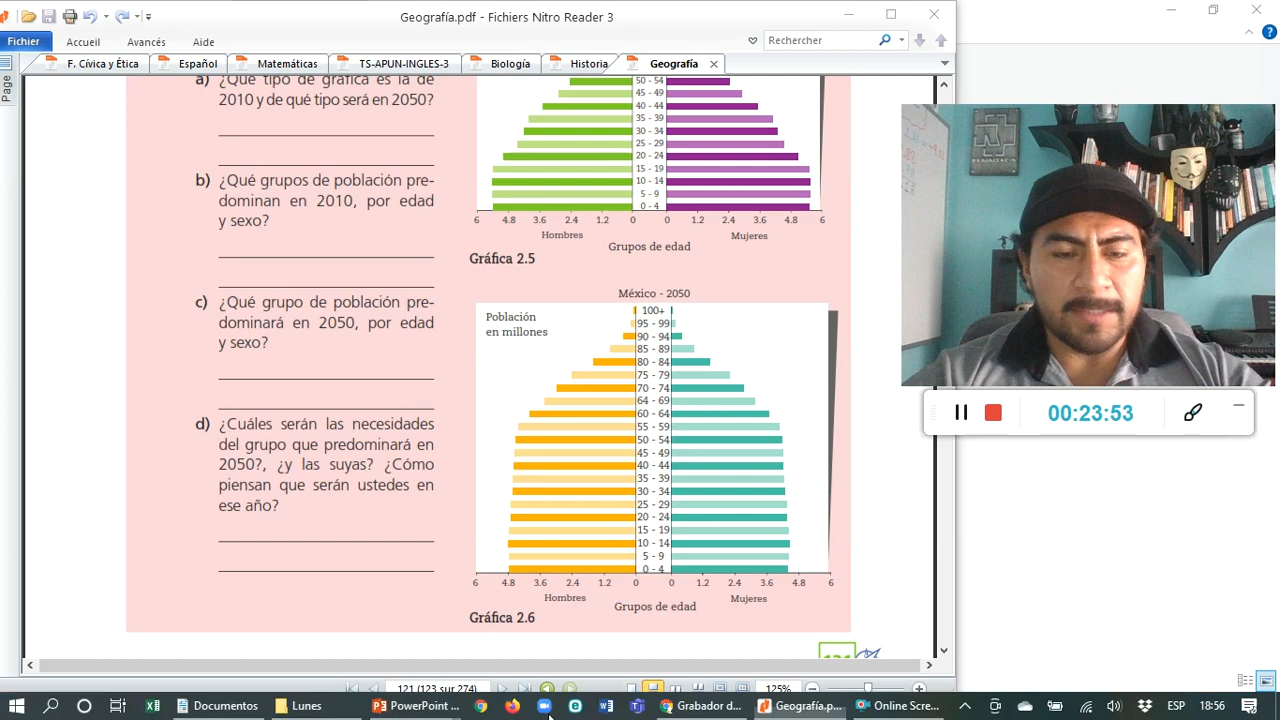 Geografía.pdf - Fichiers Nitro Reader 3
Fichier
Accueil
Avancés
Aide
Rechercher
F. Cívica y Ética
Español
Matemáticas
TS-APUN-INGLES-3
Biología
Historia
Geografía
Page
a) ¿Qué tipo de gráfica es la de
2010 y de qué tipo será en 2050?
b) ¿Qué grupos de población pre-
dominan en 2010, por edad
y sexo?
c) ¿Qué grupo de población pre-
dominará en 2050, por edad
y sexo?
d) ¿Cuáles serán las necesidades
del grupo que predominará en
2050?, ¿y las suyas? ¿Cómo
piensan que serán ustedes en
ese año?
50 - 54
45 - 49
40 - 44
35 - 39
30 - 34
25 - 29
20 - 24
15 - 19
10 - 14
5 - 9
0 - 4
6 4.8 3.6 2.4 1.2 0 0 1.2 2.4 3.6 4.8 6
Hombres
Mujeres
Grupos de edad
Gráfica 2.5
México - 2050
Población
en millones
100+
95 - 99
90 - 94
85 - 89
80 - 84
75 - 79
70 - 74
64 - 69
60 - 64
55 - 59
50 - 54
45 - 49
40 - 44
35 - 39
30 - 34
25 - 29
20 - 24
15 - 19
10 - 14
5 - 9
0 - 4
6 4.8 3.6 2.4 1.2 0 0 1.2 2.4 3.6 4.8 6
Hombres
Mujeres
Grupos de edad
Gráfica 2.6
RAMMSTEIN
00:23:53
121 (123 sur 274)
125%
Documentos
Lunes
PowerPoint ...
Grabador d...
Geografía.p...
Online Scre...
ESP
18:56